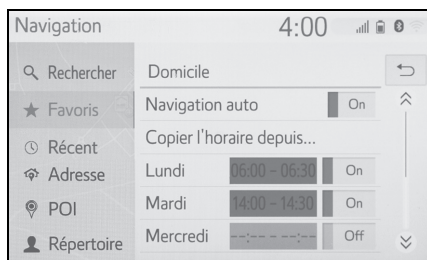 Navigation 4:00
Rechercher
Favoris
Récent
Adresse
POI
Répertoire
Domicile
Navigation auto On
Copier l'horaire depuis...
Lundi 06:00 - 06:30 On
Mardi 14:00 - 14:30 On
Mercredi --:-- - --:-- Off